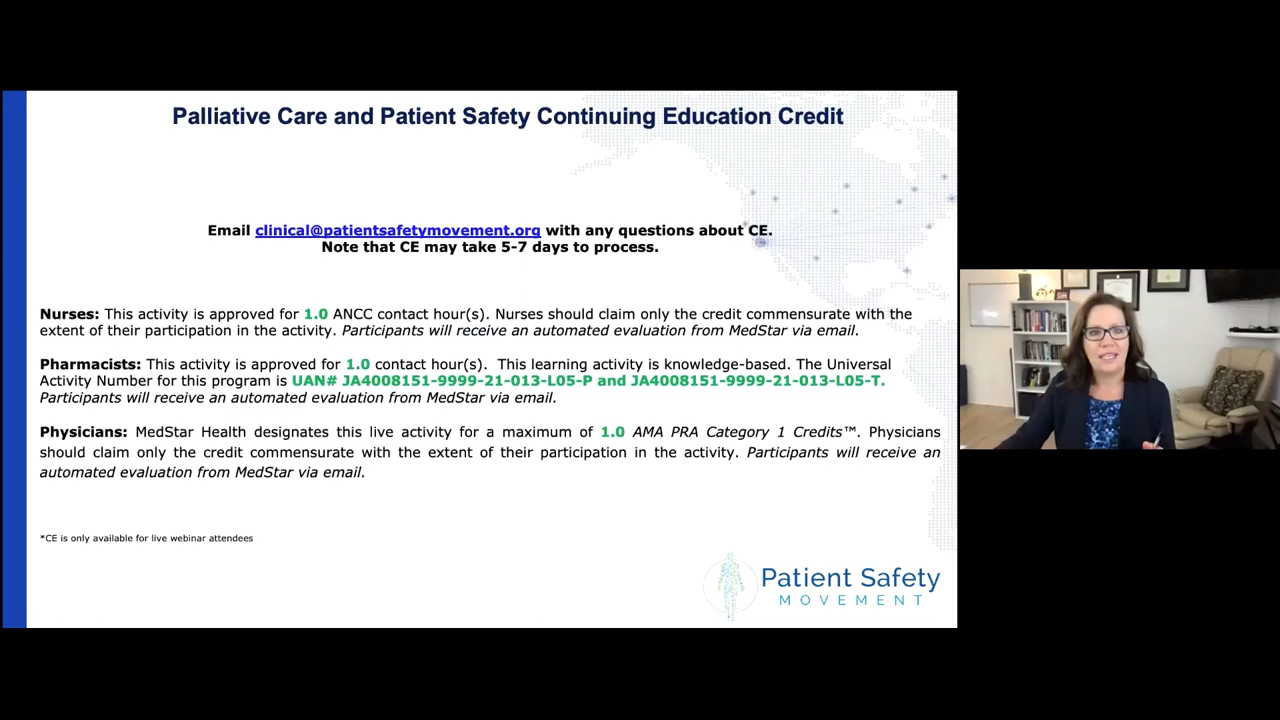 Palliative Care and Patient Safety Continuing Education Credit
Email clinical@patientsafetymovement.org with any questions about CE.
Note that CE may take 5-7 days to process.
Nurses: This activity is approved for 1.0 ANCC contact hour(s). Nurses should claim only the credit commensurate with the
extent of their participation in the activity. Participants will receive an automated evaluation from MedStar via email.
Pharmacists: This activity is approved for 1.0 contact hour(s). This learning activity is knowledge-based. The Universal
Activity Number for this program is UAN# JA4008151-9999-21-013-L05-P and JA4008151-9999-21-013-L05-T.
Participants will receive an automated evaluation from MedStar via email.
Physicians: MedStar Health designates this live activity for a maximum of 1.0 AMA PRA Category 1 Credits™. Physicians
should claim only the credit commensurate with the extent of their participation in the activity. Participants will receive an
automated evaluation from MedStar via email.
*CE is only available for live webinar attendees
Patient Safety
MOVEMENT